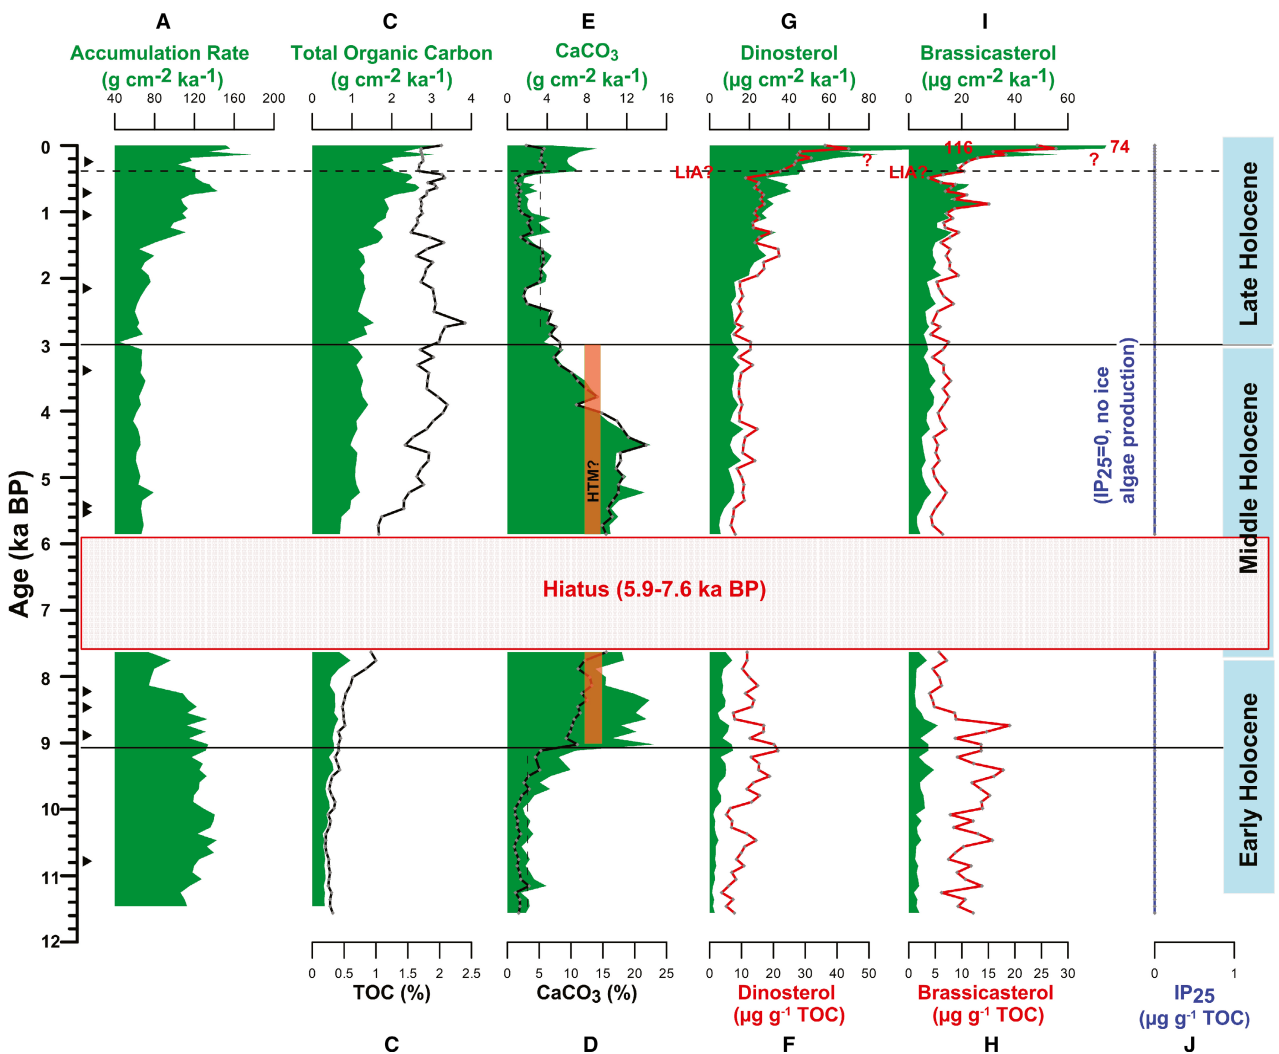 A C E G I
Accumulation Rate
(g cm-2 ka-1)
40 80 120 160 200
Total Organic Carbon
(g cm-2 ka-1)
0 1 2 3 4
CaCO3
(g cm-2 ka-1)
0 4 8 12 16
Dinosterol
(µg cm-2 ka-1)
0 20 40 60 80
Brassicasterol
(µg cm-2 ka-1)
0 20 40 60
Age (ka BP)
0
1
2
3
4
5
6
7
8
9
10
11
12
LIA?
?
LIA?
116
74
?
HTM?
(IP25=0, no ice
algae production)
Hiatus (5.9-7.6 ka BP)
Late Holocene
Middle Holocene
Early Holocene
0 0.5 1 1.5 2 2.5
TOC (%)
0 5 10 15 20 25
CaCO3 (%)
0 10 20 30 40 50
Dinosterol
(µg g-1 TOC)
0 5 10 15 20 25 30
Brassicasterol
(µg g-1 TOC)
0 1
IP25
(µg g-1 TOC)
C D F H J